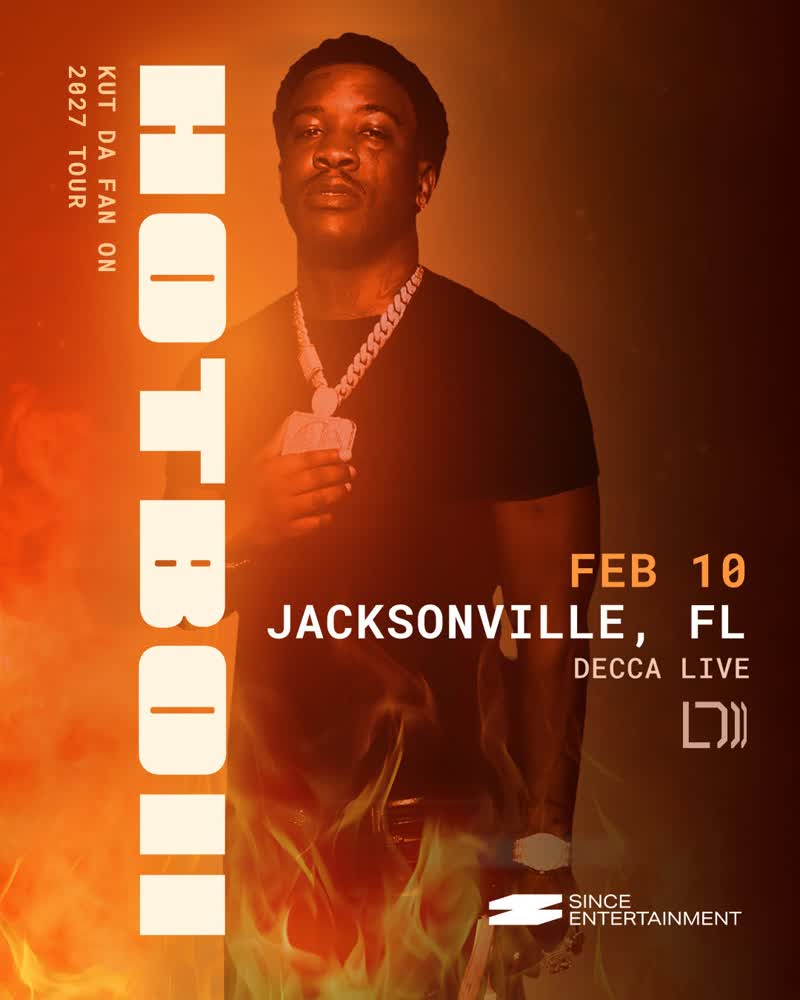 KUT DA FAN ON
2027 TOUR
HOTBOII
FEB 10
JACKSONVILLE, FL
DECCA LIVE
SINCE
ENTERTAINMENT